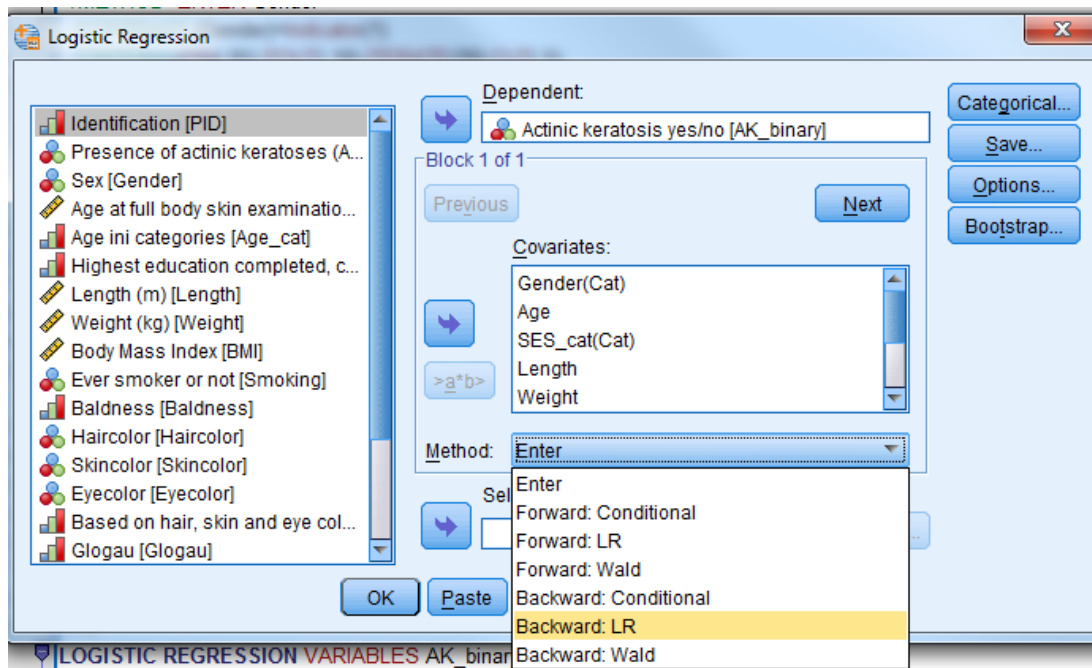 Logistic Regression
Identification [PID]
Presence of actinic keratoses (A...
Sex [Gender]
Age at full body skin examinatio...
Age ini categories [Age_cat]
Highest education completed, c...
Length (m) [Length]
Weight (kg) [Weight]
Body Mass Index [BMI]
Ever smoker or not [Smoking]
Baldness [Baldness]
Haircolor [Haircolor]
Skincolor [Skincolor]
Eyecolor [Eyecolor]
Based on hair, skin and eye col...
Glogau [Glogau]
Dependent:
Actinic keratosis yes/no [AK_binary]
Block 1 of 1
Previous
Next
Covariates:
Gender(Cat)
Age
SES_cat(Cat)
Length
Weight
>a*b>
Method:
Enter
Enter
Forward: Conditional
Forward: LR
Forward: Wald
Backward: Conditional
Backward: LR
Backward: Wald
Sel
Categorical...
Save...
Options...
Bootstrap...
OK
Paste
LOGISTIC REGRESSION VARIABLES AK_binar